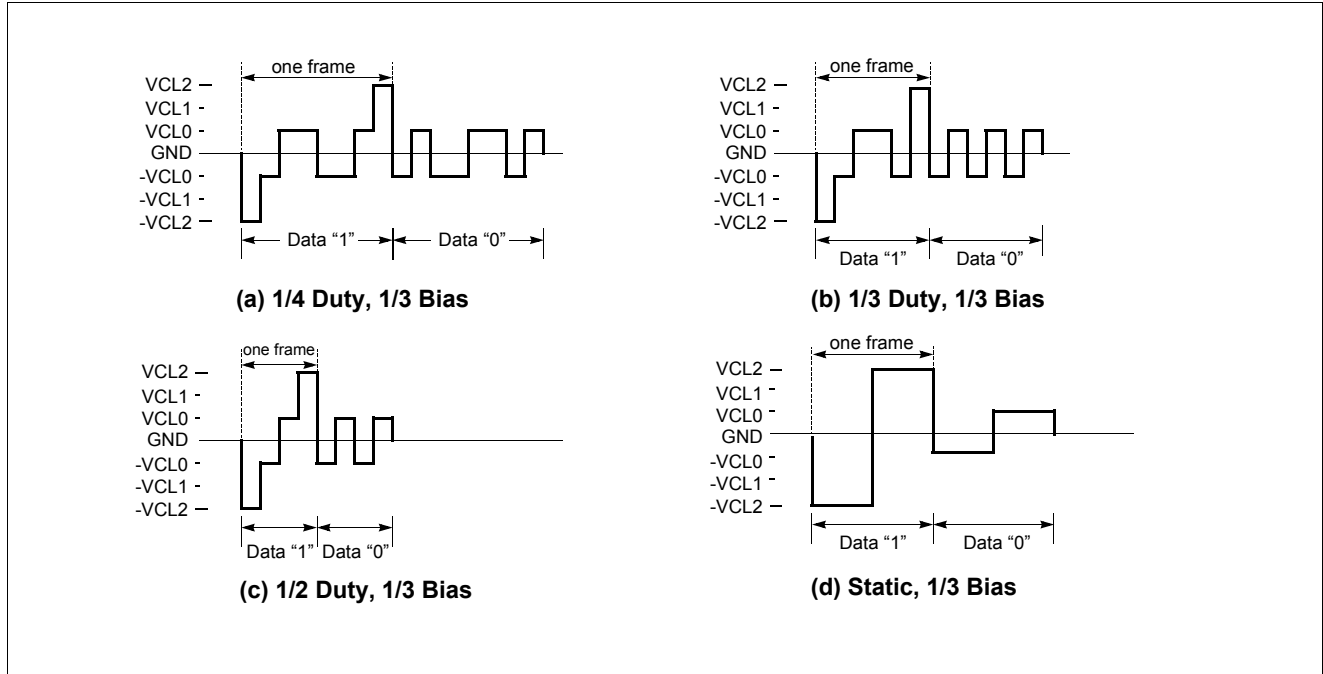 one frame
VCL2
VCL1
VCL0
GND
-VCL0
-VCL1
-VCL2
Data “1”
Data “0”
(a) 1/4 Duty, 1/3 Bias
one frame
VCL2
VCL1
VCL0
GND
-VCL0
-VCL1
-VCL2
Data “1”
Data “0”
(b) 1/3 Duty, 1/3 Bias
one frame
VCL2
VCL1
VCL0
GND
-VCL0
-VCL1
-VCL2
Data “1”
Data “0”
(c) 1/2 Duty, 1/3 Bias
one frame
VCL2
VCL1
VCL0
GND
-VCL0
-VCL1
-VCL2
Data “1”
Data “0”
(d) Static, 1/3 Bias